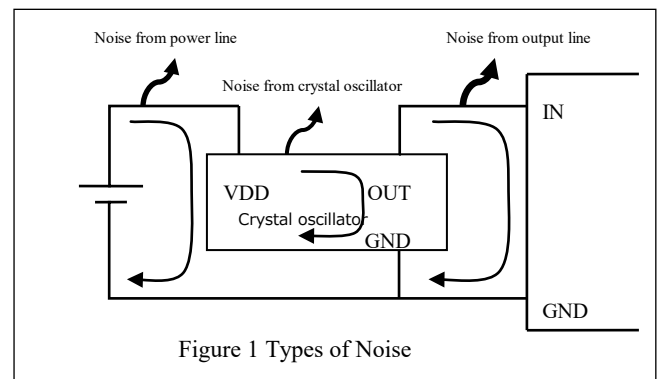 Noise from power line
Noise from output line
Noise from crystal oscillator
IN
VDD
OUT
Crystal oscillator
GND
GND
Figure 1 Types of Noise